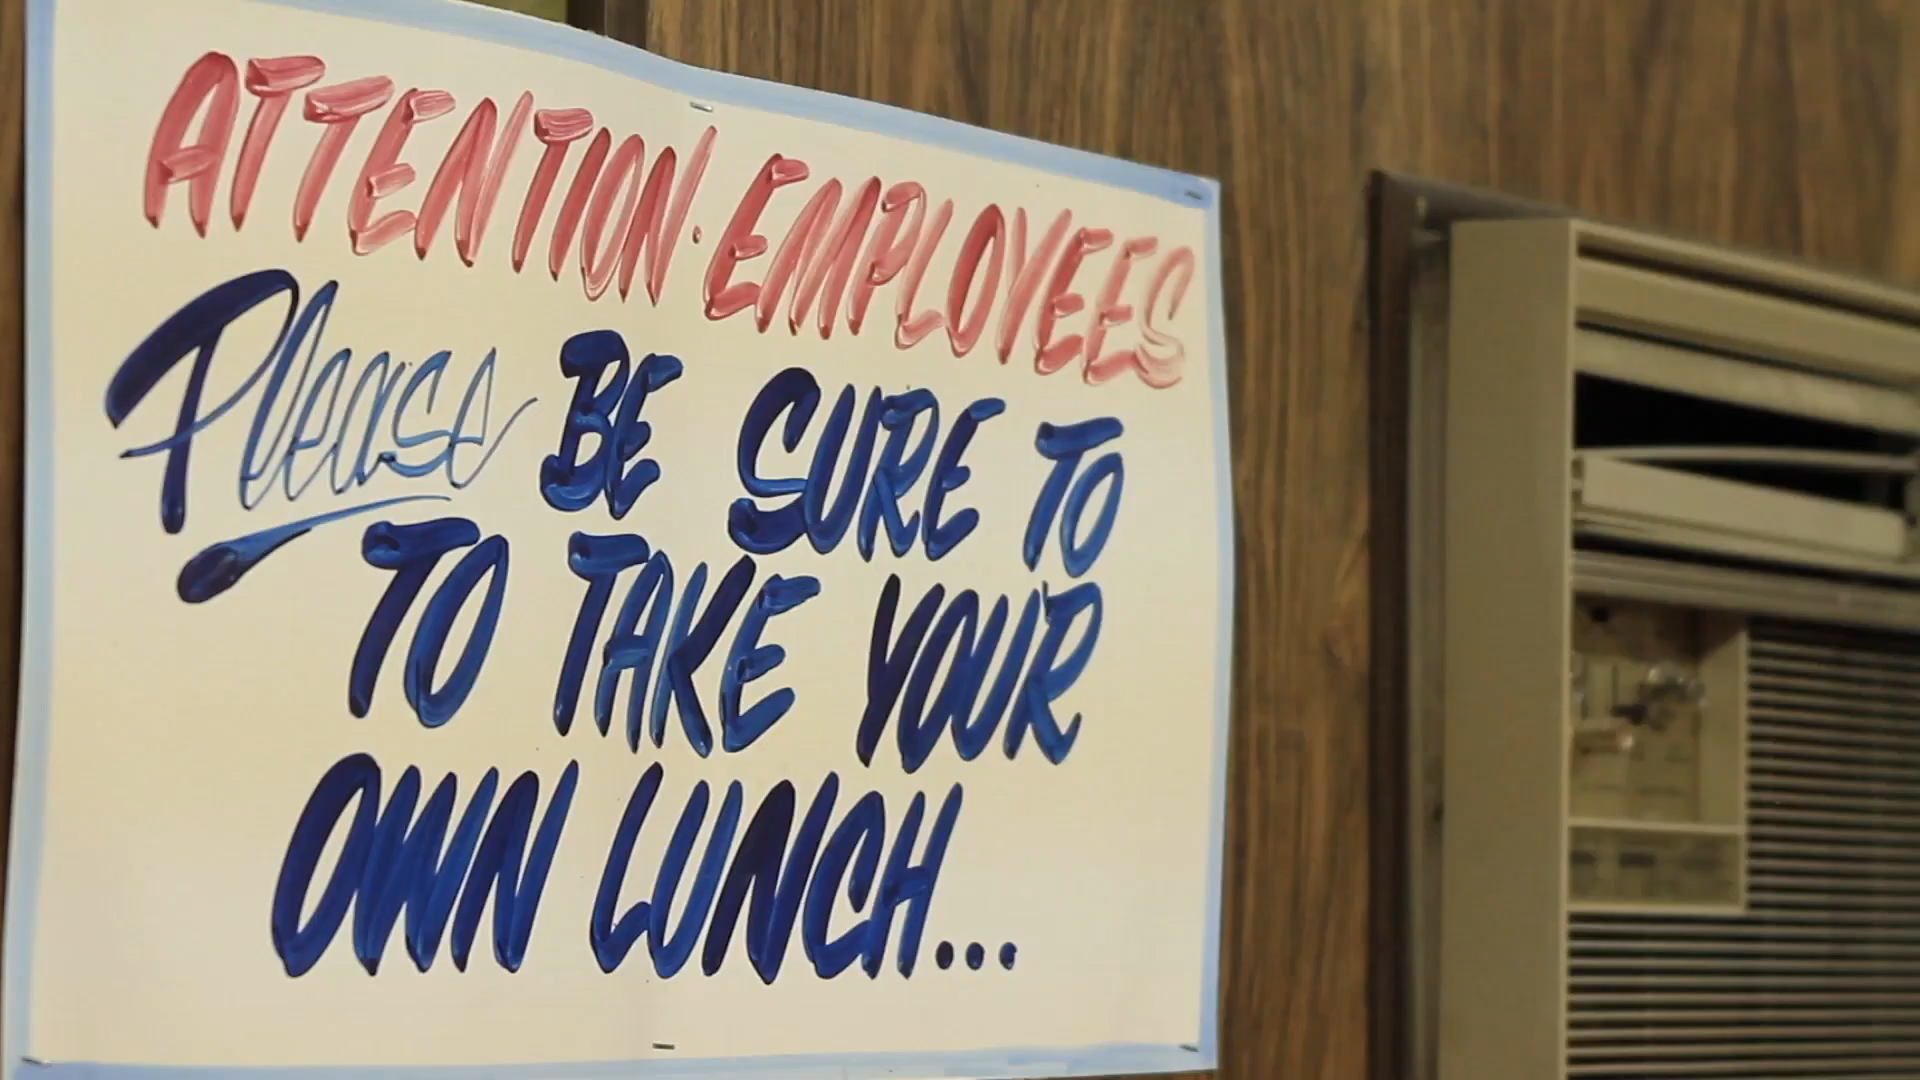 ATTENTION·EMPLOYEES
Please BE SURE TO
TO TAKE YOUR
OWN LUNCH...